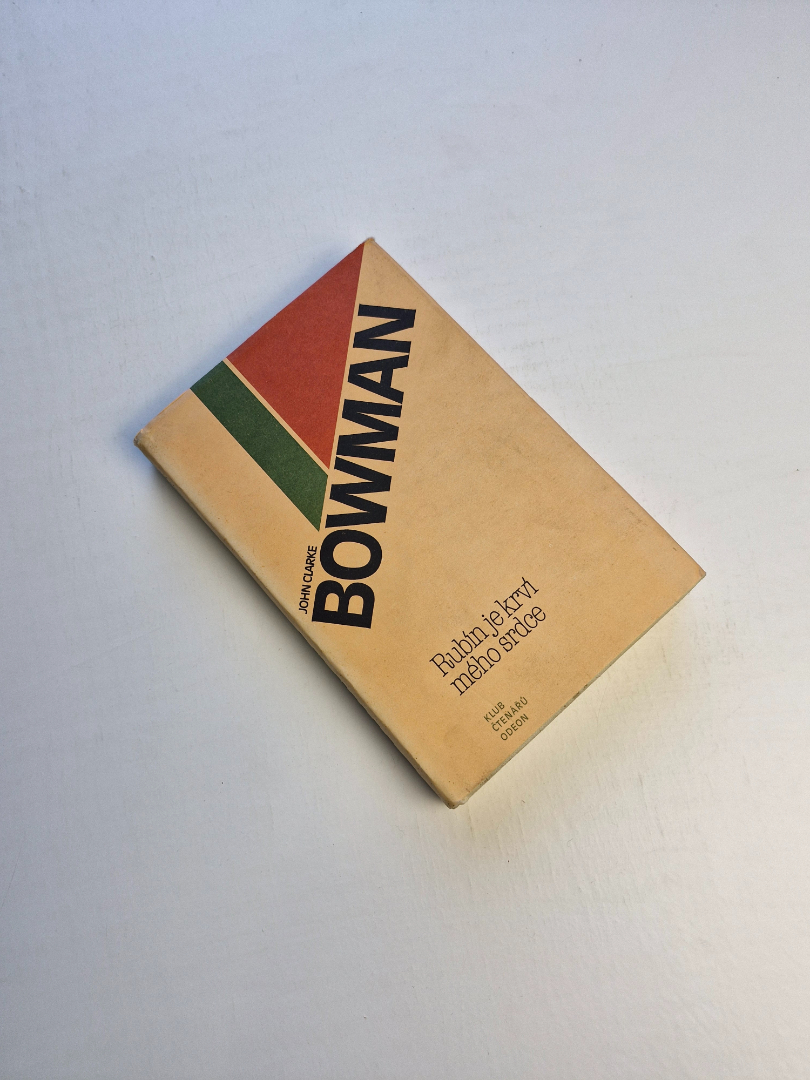 JOHN CLARKE
BOWMAN
Rubín je krví
mého srdce
KLUB
ČTENÁŘŮ
ODEON